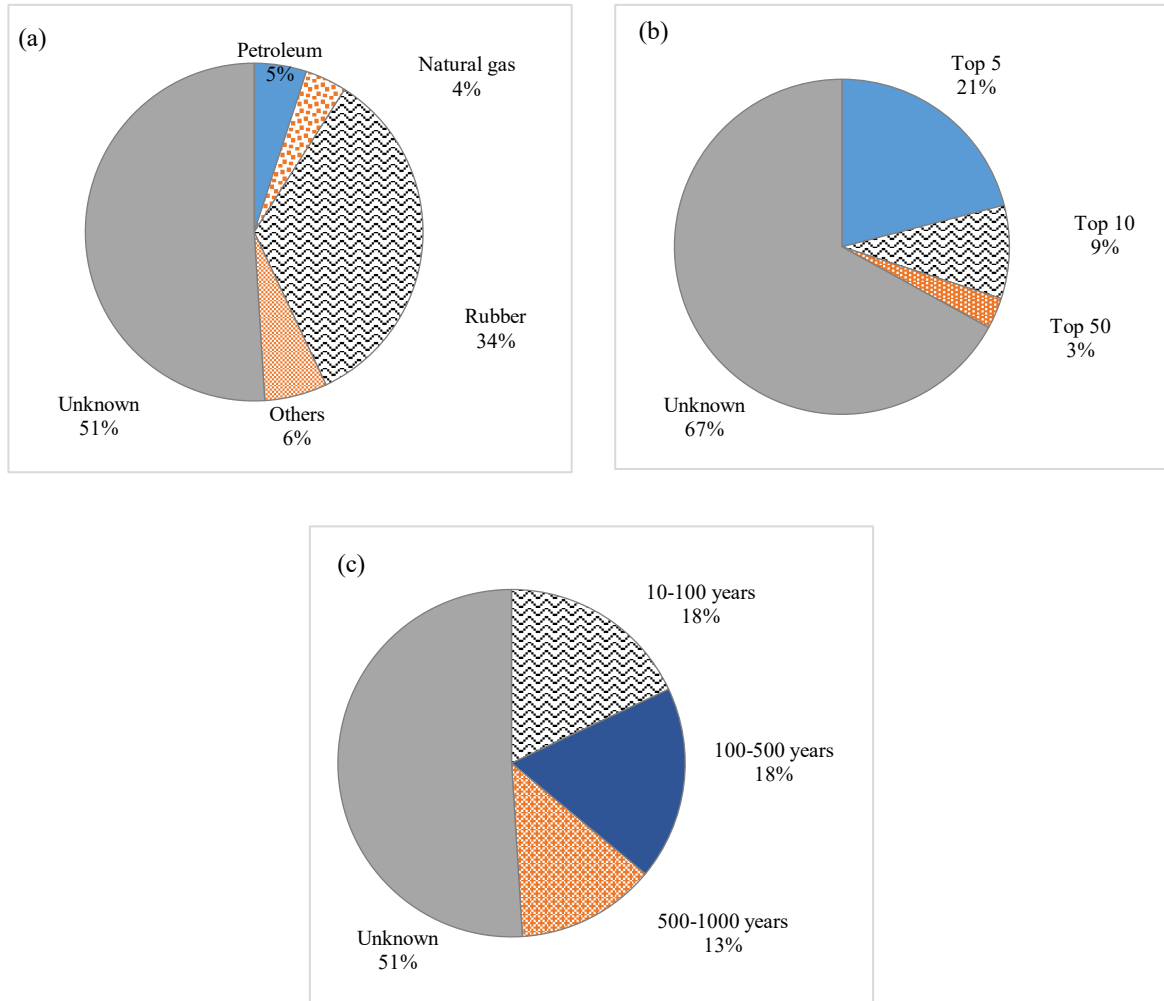 (a)
Petroleum
5%
Natural gas
4%
Rubber
34%
Others
6%
Unknown
51%
(b)
Top 5
21%
Top 10
9%
Top 50
3%
Unknown
67%
(c)
10-100 years
18%
100-500 years
18%
500-1000 years
13%
Unknown
51%